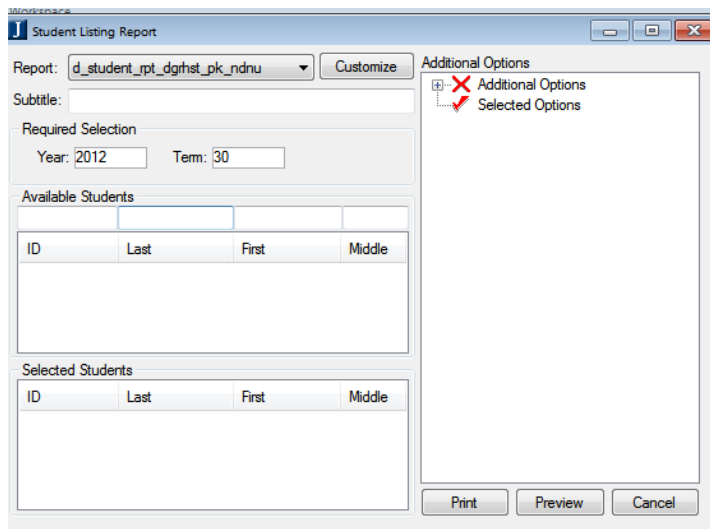 Workspace
J Student Listing Report
Report: d_student_rpt_dgrhst_pk_ndnu Customize
Subtitle:
Required Selection
Year: 2012 Term: 30
Available Students
ID Last First Middle
Selected Students
ID Last First Middle
Additional Options
Additional Options
Selected Options
Print Preview Cancel